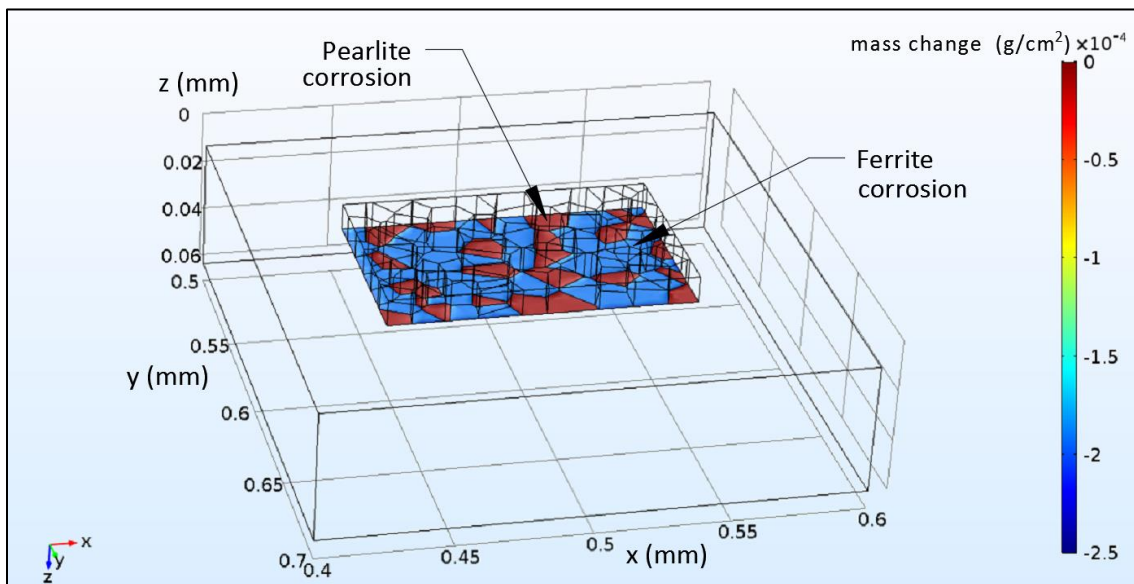 Pearlite
corrosion
mass change (g/cm²) ×10⁻⁴
z (mm)
0
0.02
0.04
0.06
0.5
0.55
y (mm)
0.6
0.65
0.7
Ferrite
corrosion
0
-0.5
-1
-1.5
-2
-2.5
0.4
0.45
0.5
x (mm)
0.55
0.6
x
y
z